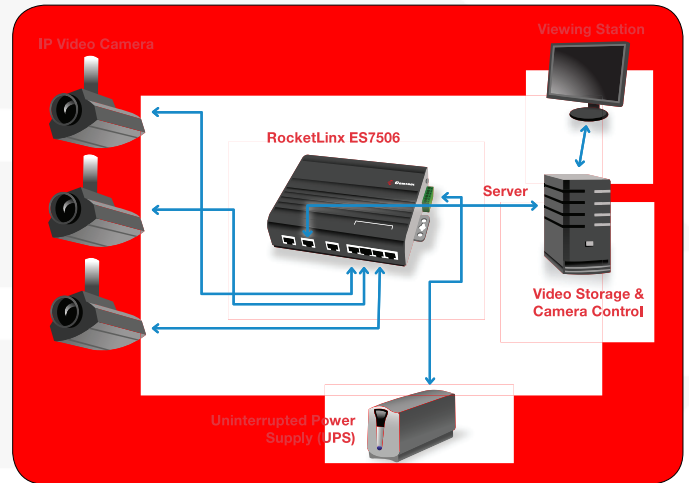 IP Video Camera
Viewing Station
RocketLinx ES7506
Server
Video Storage &
Camera Control
Uninterrupted Power
Supply (UPS)